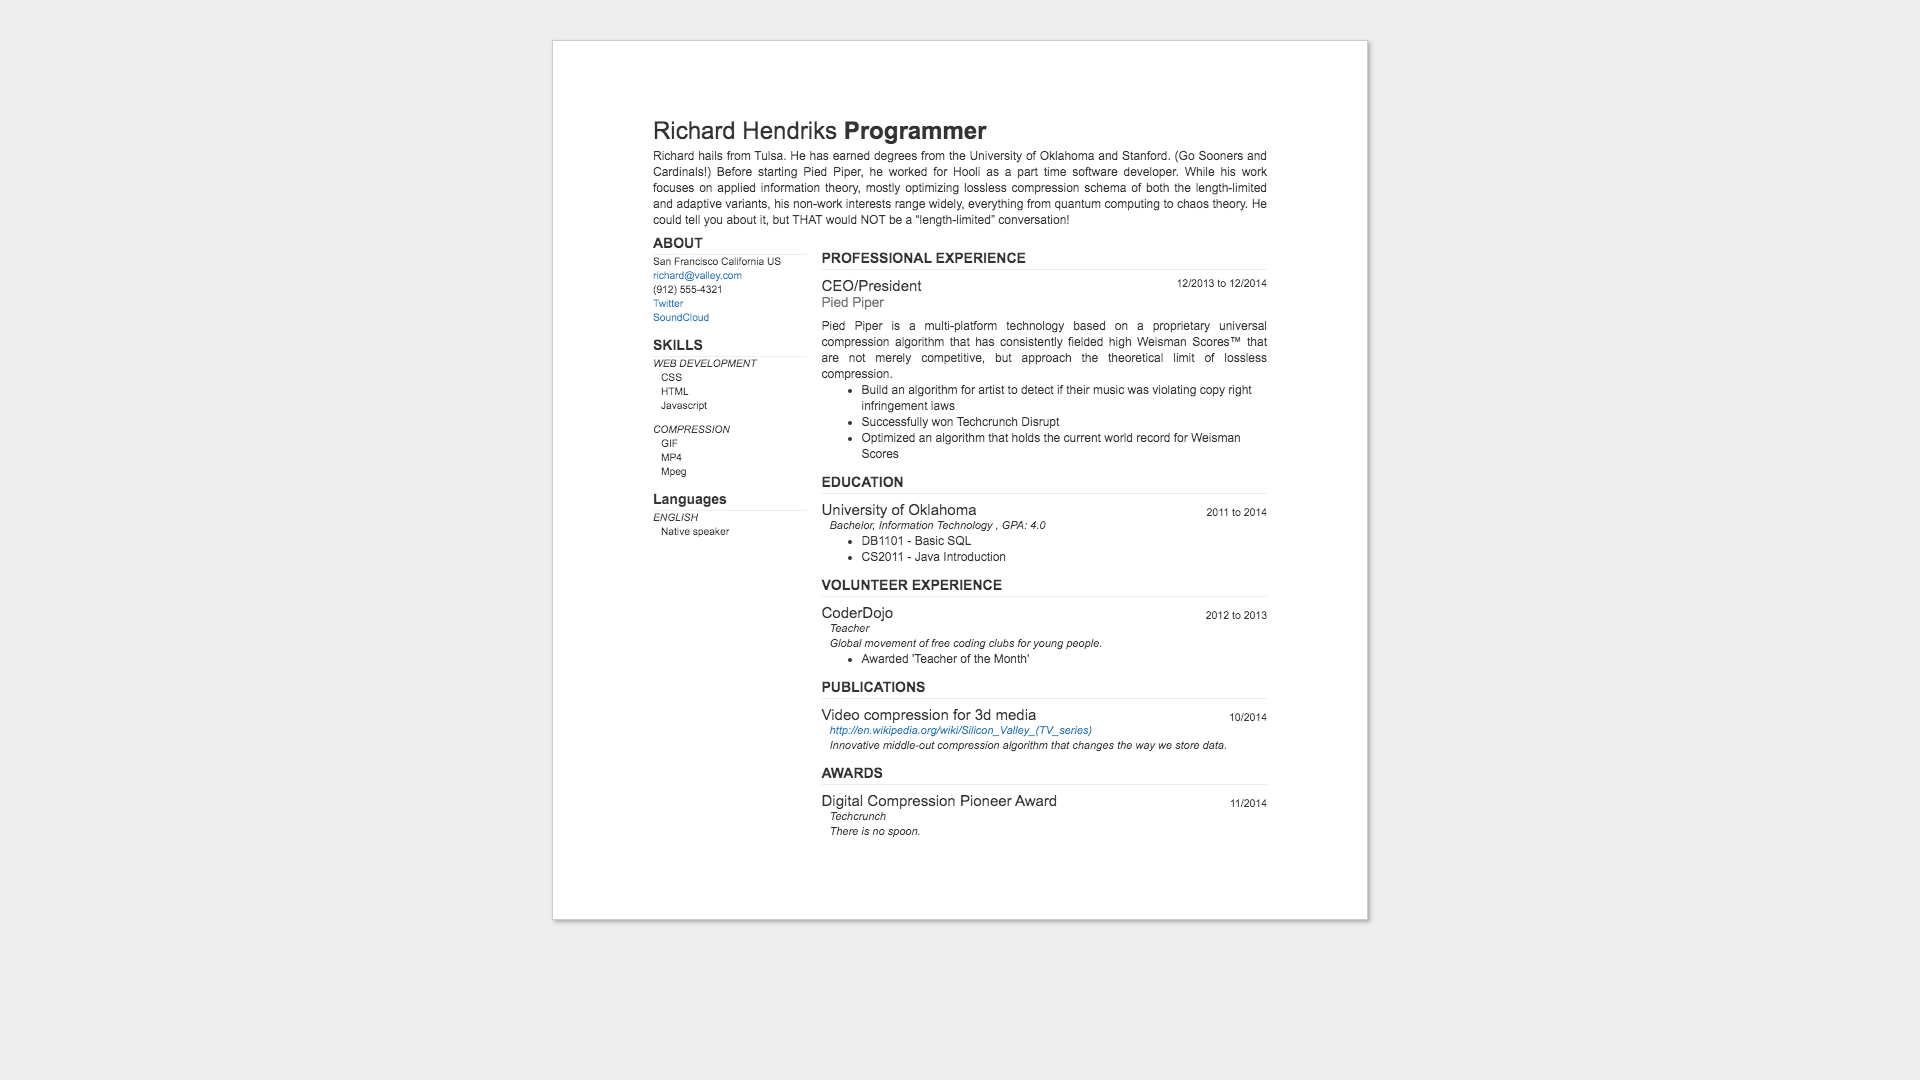 Richard Hendriks Programmer
Richard hails from Tulsa. He has earned degrees from the University of Oklahoma and Stanford. (Go Sooners and
Cardinals!) Before starting Pied Piper, he worked for Hooli as a part time software developer. While his work
focuses on applied information theory, mostly optimizing lossless compression schema of both the length-limited
and adaptive variants, his non-work interests range widely, everything from quantum computing to chaos theory. He
could tell you about it, but THAT would NOT be a “length-limited” conversation!
ABOUT
San Francisco California US
richard@valley.com
(912) 555-4321
Twitter
SoundCloud
SKILLS
WEB DEVELOPMENT
CSS
HTML
Javascript
COMPRESSION
GIF
MP4
Mpeg
Languages
ENGLISH
Native speaker
PROFESSIONAL EXPERIENCE
CEO/President 12/2013 to 12/2014
Pied Piper
Pied Piper is a multi-platform technology based on a proprietary universal
compression algorithm that has consistently fielded high Weisman Scores™ that
are not merely competitive, but approach the theoretical limit of lossless
compression.
• Build an algorithm for artist to detect if their music was violating copy right
infringement laws
• Successfully won Techcrunch Disrupt
• Optimized an algorithm that holds the current world record for Weisman
Scores
EDUCATION
University of Oklahoma 2011 to 2014
Bachelor, Information Technology , GPA: 4.0
• DB1101 - Basic SQL
• CS2011 - Java Introduction
VOLUNTEER EXPERIENCE
CoderDojo 2012 to 2013
Teacher
Global movement of free coding clubs for young people.
• Awarded 'Teacher of the Month'
PUBLICATIONS
Video compression for 3d media 10/2014
http://en.wikipedia.org/wiki/Silicon_Valley_(TV_series)
Innovative middle-out compression algorithm that changes the way we store data.
AWARDS
Digital Compression Pioneer Award 11/2014
Techcrunch
There is no spoon.